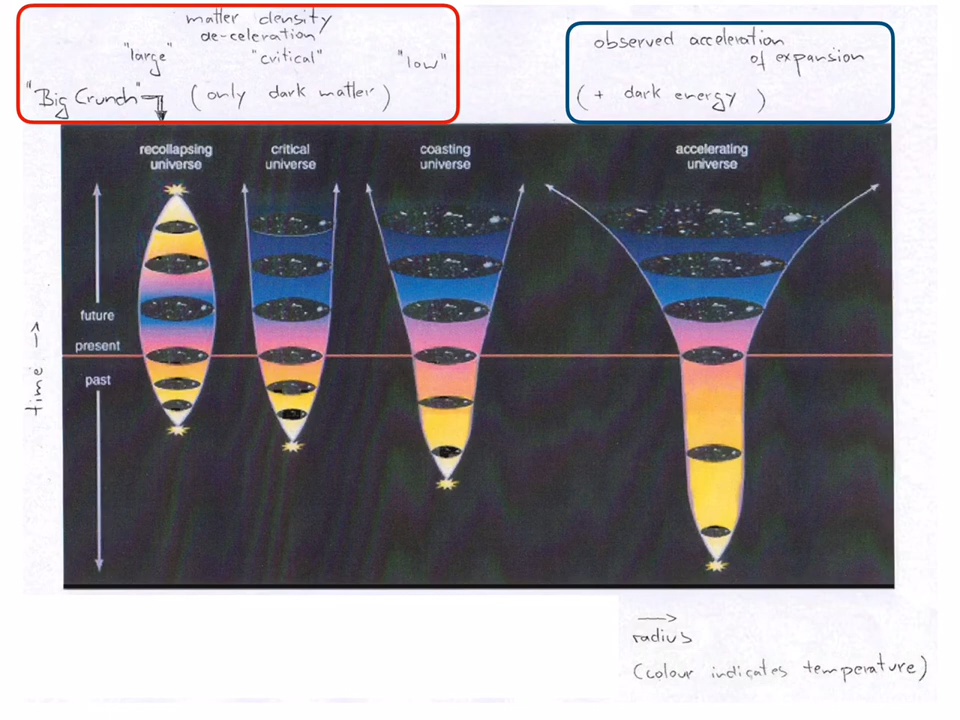 matter density
de-celeration
"large" "critical" "low"
"Big Crunch" (only dark matter)
observed acceleration
of expansion
(+ dark energy)
recollapsing
universe
critical
universe
coasting
universe
accelerating
universe
future
present
past
time →
→
radius
(colour indicates temperature)